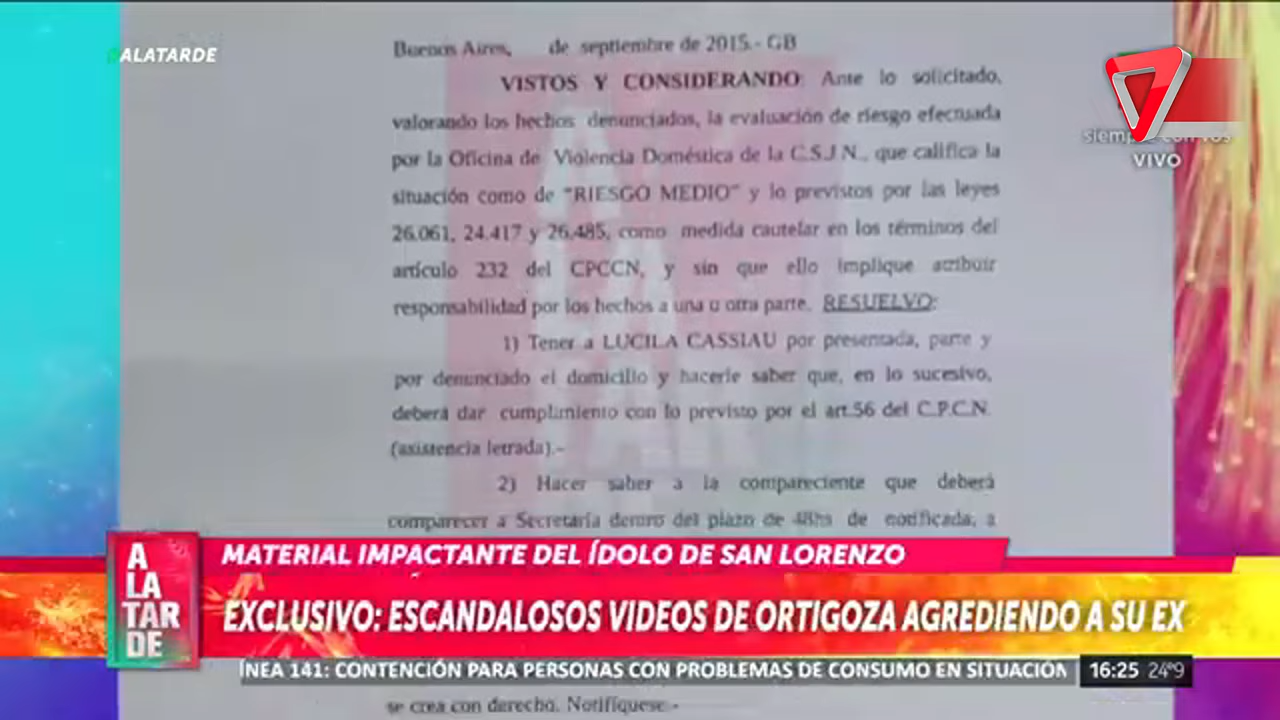 #ALATARDE
Buenos Aires, de septiembre de 2015.- GB
VISTOS Y CONSIDERANDO: Ante lo solicitado,
valorando los hechos denunciados, la evaluación de riesgo efectuada
por la Oficina de Violencia Doméstica de la C.S.J.N., que califica la
situación como de "RIESGO MEDIO" y lo previstos por las leyes
26.061, 24.417 y 26.485, como medida cautelar en los términos del
artículo 232 del CPCCN, y sin que ello implique atribuir
responsabilidad por los hechos a una u otra parte. RESUELVO:
1) Tener a LUCILA CASSIAU por presentada, parte y
por denunciado el domicilio y hacerle saber que, en lo sucesivo,
deberá dar cumplimiento con lo previsto por el art.56 del C.P.C.N.
(asistencia letrada).-
2) Hacer saber a la compareciente que deberá
comparecer a Secretaría dentro del plazo de 48hs de notificada, a
siempre con vos
VIVO
A LA TARDE
MATERIAL IMPACTANTE DEL ÍDOLO DE SAN LORENZO
EXCLUSIVO: ESCANDALOSOS VIDEOS DE ORTIGOZA AGREDIENDO A SU EX
ÍNEA 141: CONTENCIÓN PARA PERSONAS CON PROBLEMAS DE CONSUMO EN SITUACIÓN
16:25 24º9
se crea con derecho. Notifíquese.-